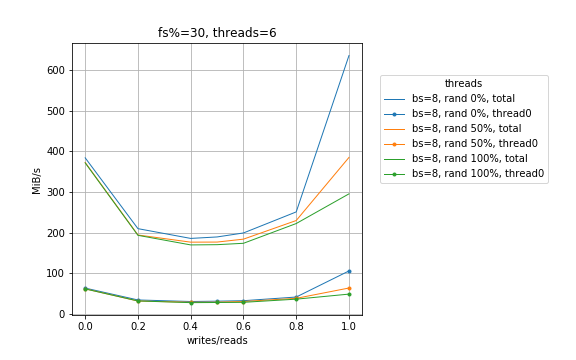 fs%=30, threads=6
600
500
400
300
200
100
0
MiB/s
0.0 0.2 0.4 0.6 0.8 1.0
writes/reads
threads
bs=8, rand 0%, total
bs=8, rand 0%, thread0
bs=8, rand 50%, total
bs=8, rand 50%, thread0
bs=8, rand 100%, total
bs=8, rand 100%, thread0